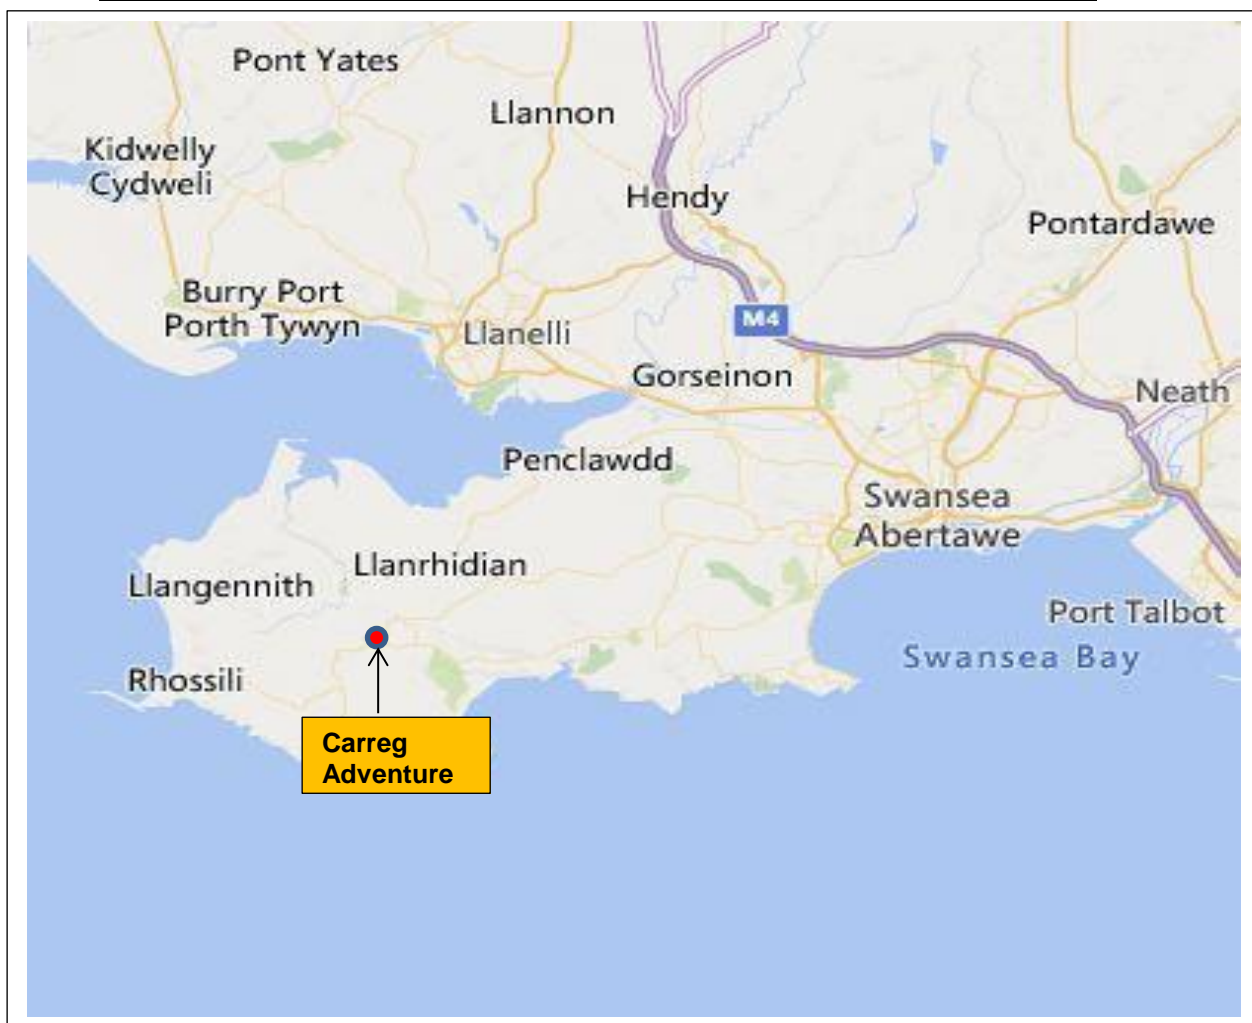 Pont Yates
Llannon
Kidwelly
Cydweli
Hendy
Pontardawe
Burry Port
Porth Tywyn
M4
Llanelli
Gorseinon
Neath
Penclawdd
Swansea
Abertawe
Llanrhidian
Llangennith
Port Talbot
Swansea Bay
Rhossili
Carreg
Adventure